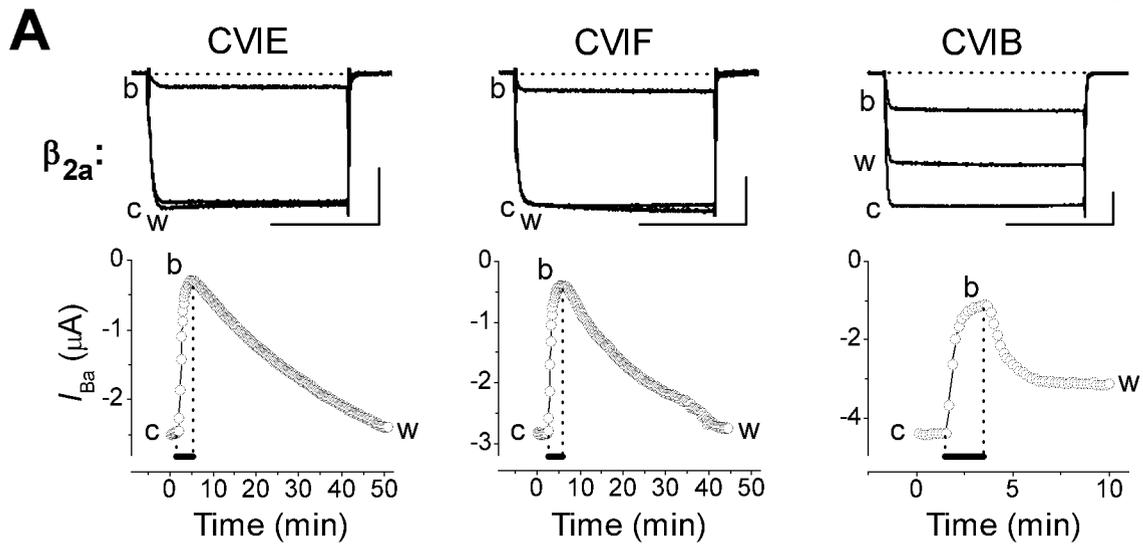 A
CVIE CVIF CVIB
b b b
β2a: w
c w c w c
0 0 0
b b b
-1 -1 -2
-2 -2 -4
-3
IBa (μA)
c w c w c w
0 10 20 30 40 50 0 10 20 30 40 50 0 5 10
Time (min) Time (min) Time (min)